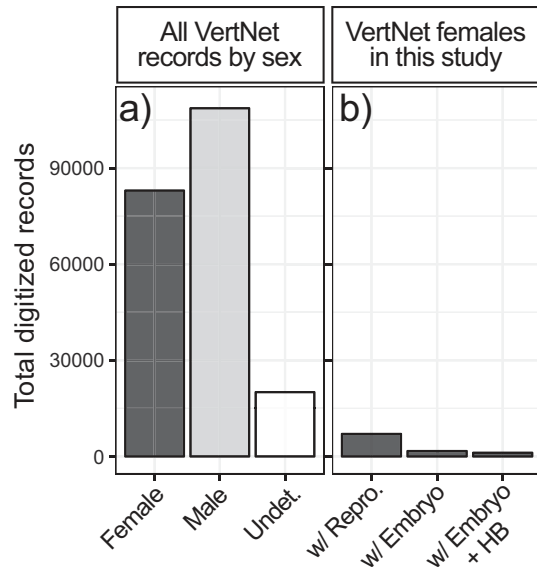 All VertNet
records by sex
VertNet females
in this study
a)
b)
Total digitized records
90000
60000
30000
0
Female
Male
Undet.
w/ Repro.
w/ Embryo
w/ Embryo
+ HB